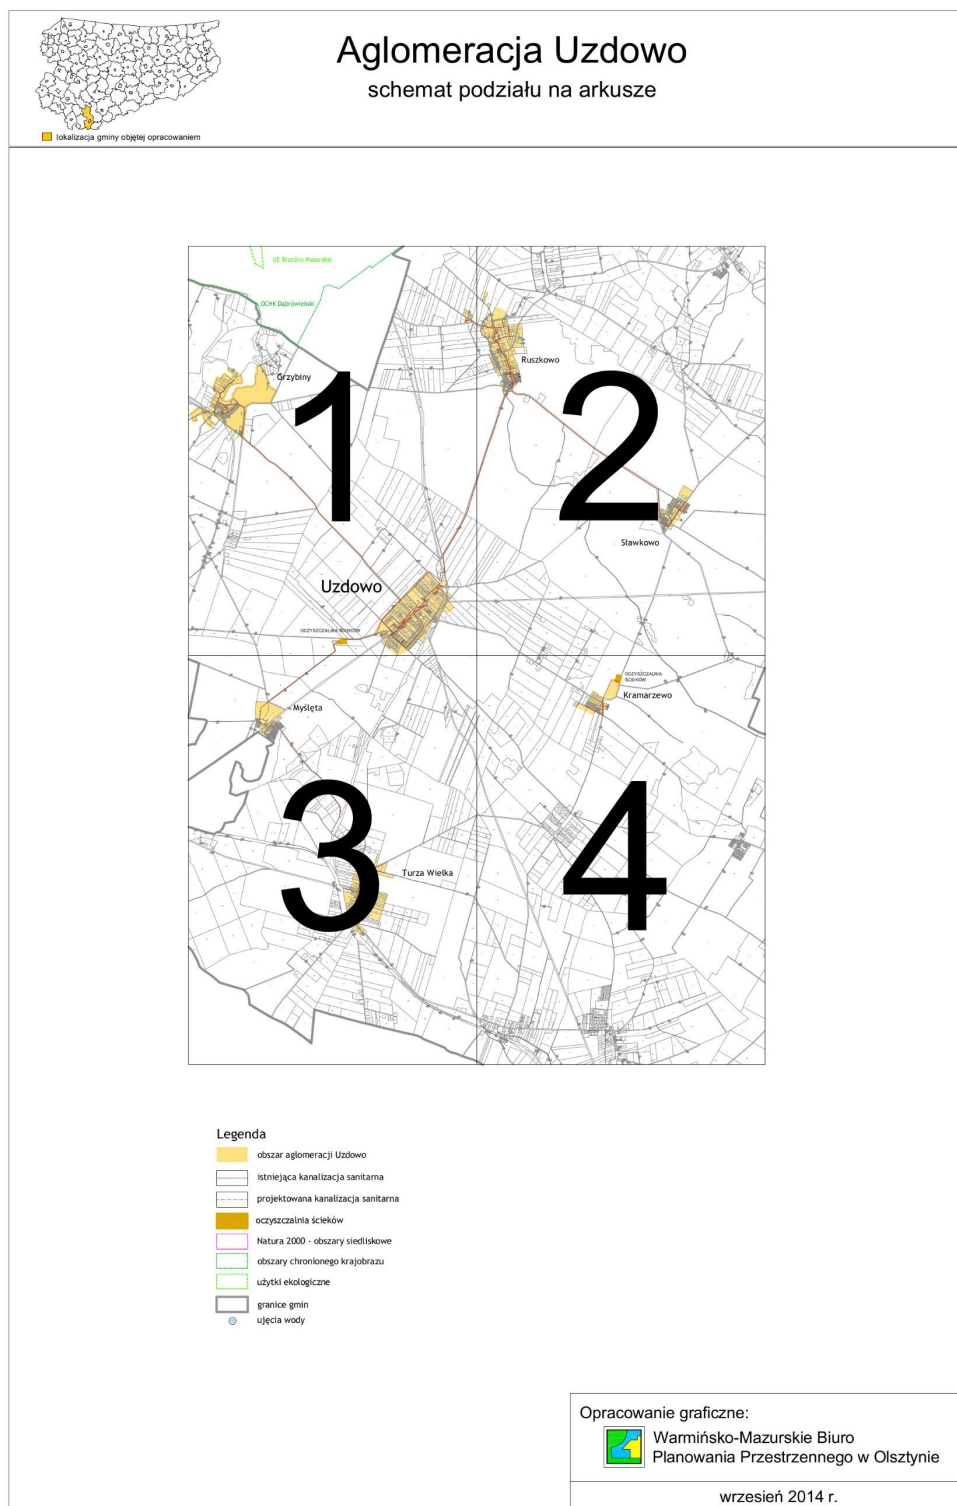 Aglomeracja Uzdowo
schemat podziału na arkusze
lokalizacja gminy objętej opracowaniem
UE Brzeźno Mazurskie
OCHK Dąbrówieński
Ruszkowo
Grzybiny
1
2
Sławkowo
Uzdowo
OCZYSZCZALNIA ŚCIEKÓW
OCZYSZCZALNIA
ŚCIEKÓW
Kramarzewo
Myślęta
3
4
Turza Wielka
Legenda
obszar aglomeracji Uzdowo
istniejąca kanalizacja sanitarna
projektowana kanalizacja sanitarna
oczyszczalnia ścieków
Natura 2000 - obszary siedliskowe
obszary chronionego krajobrazu
użytki ekologiczne
granice gmin
ujęcia wody
Opracowanie graficzne:
Warmińsko-Mazurskie Biuro
Planowania Przestrzennego w Olsztynie
wrzesień 2014 r.